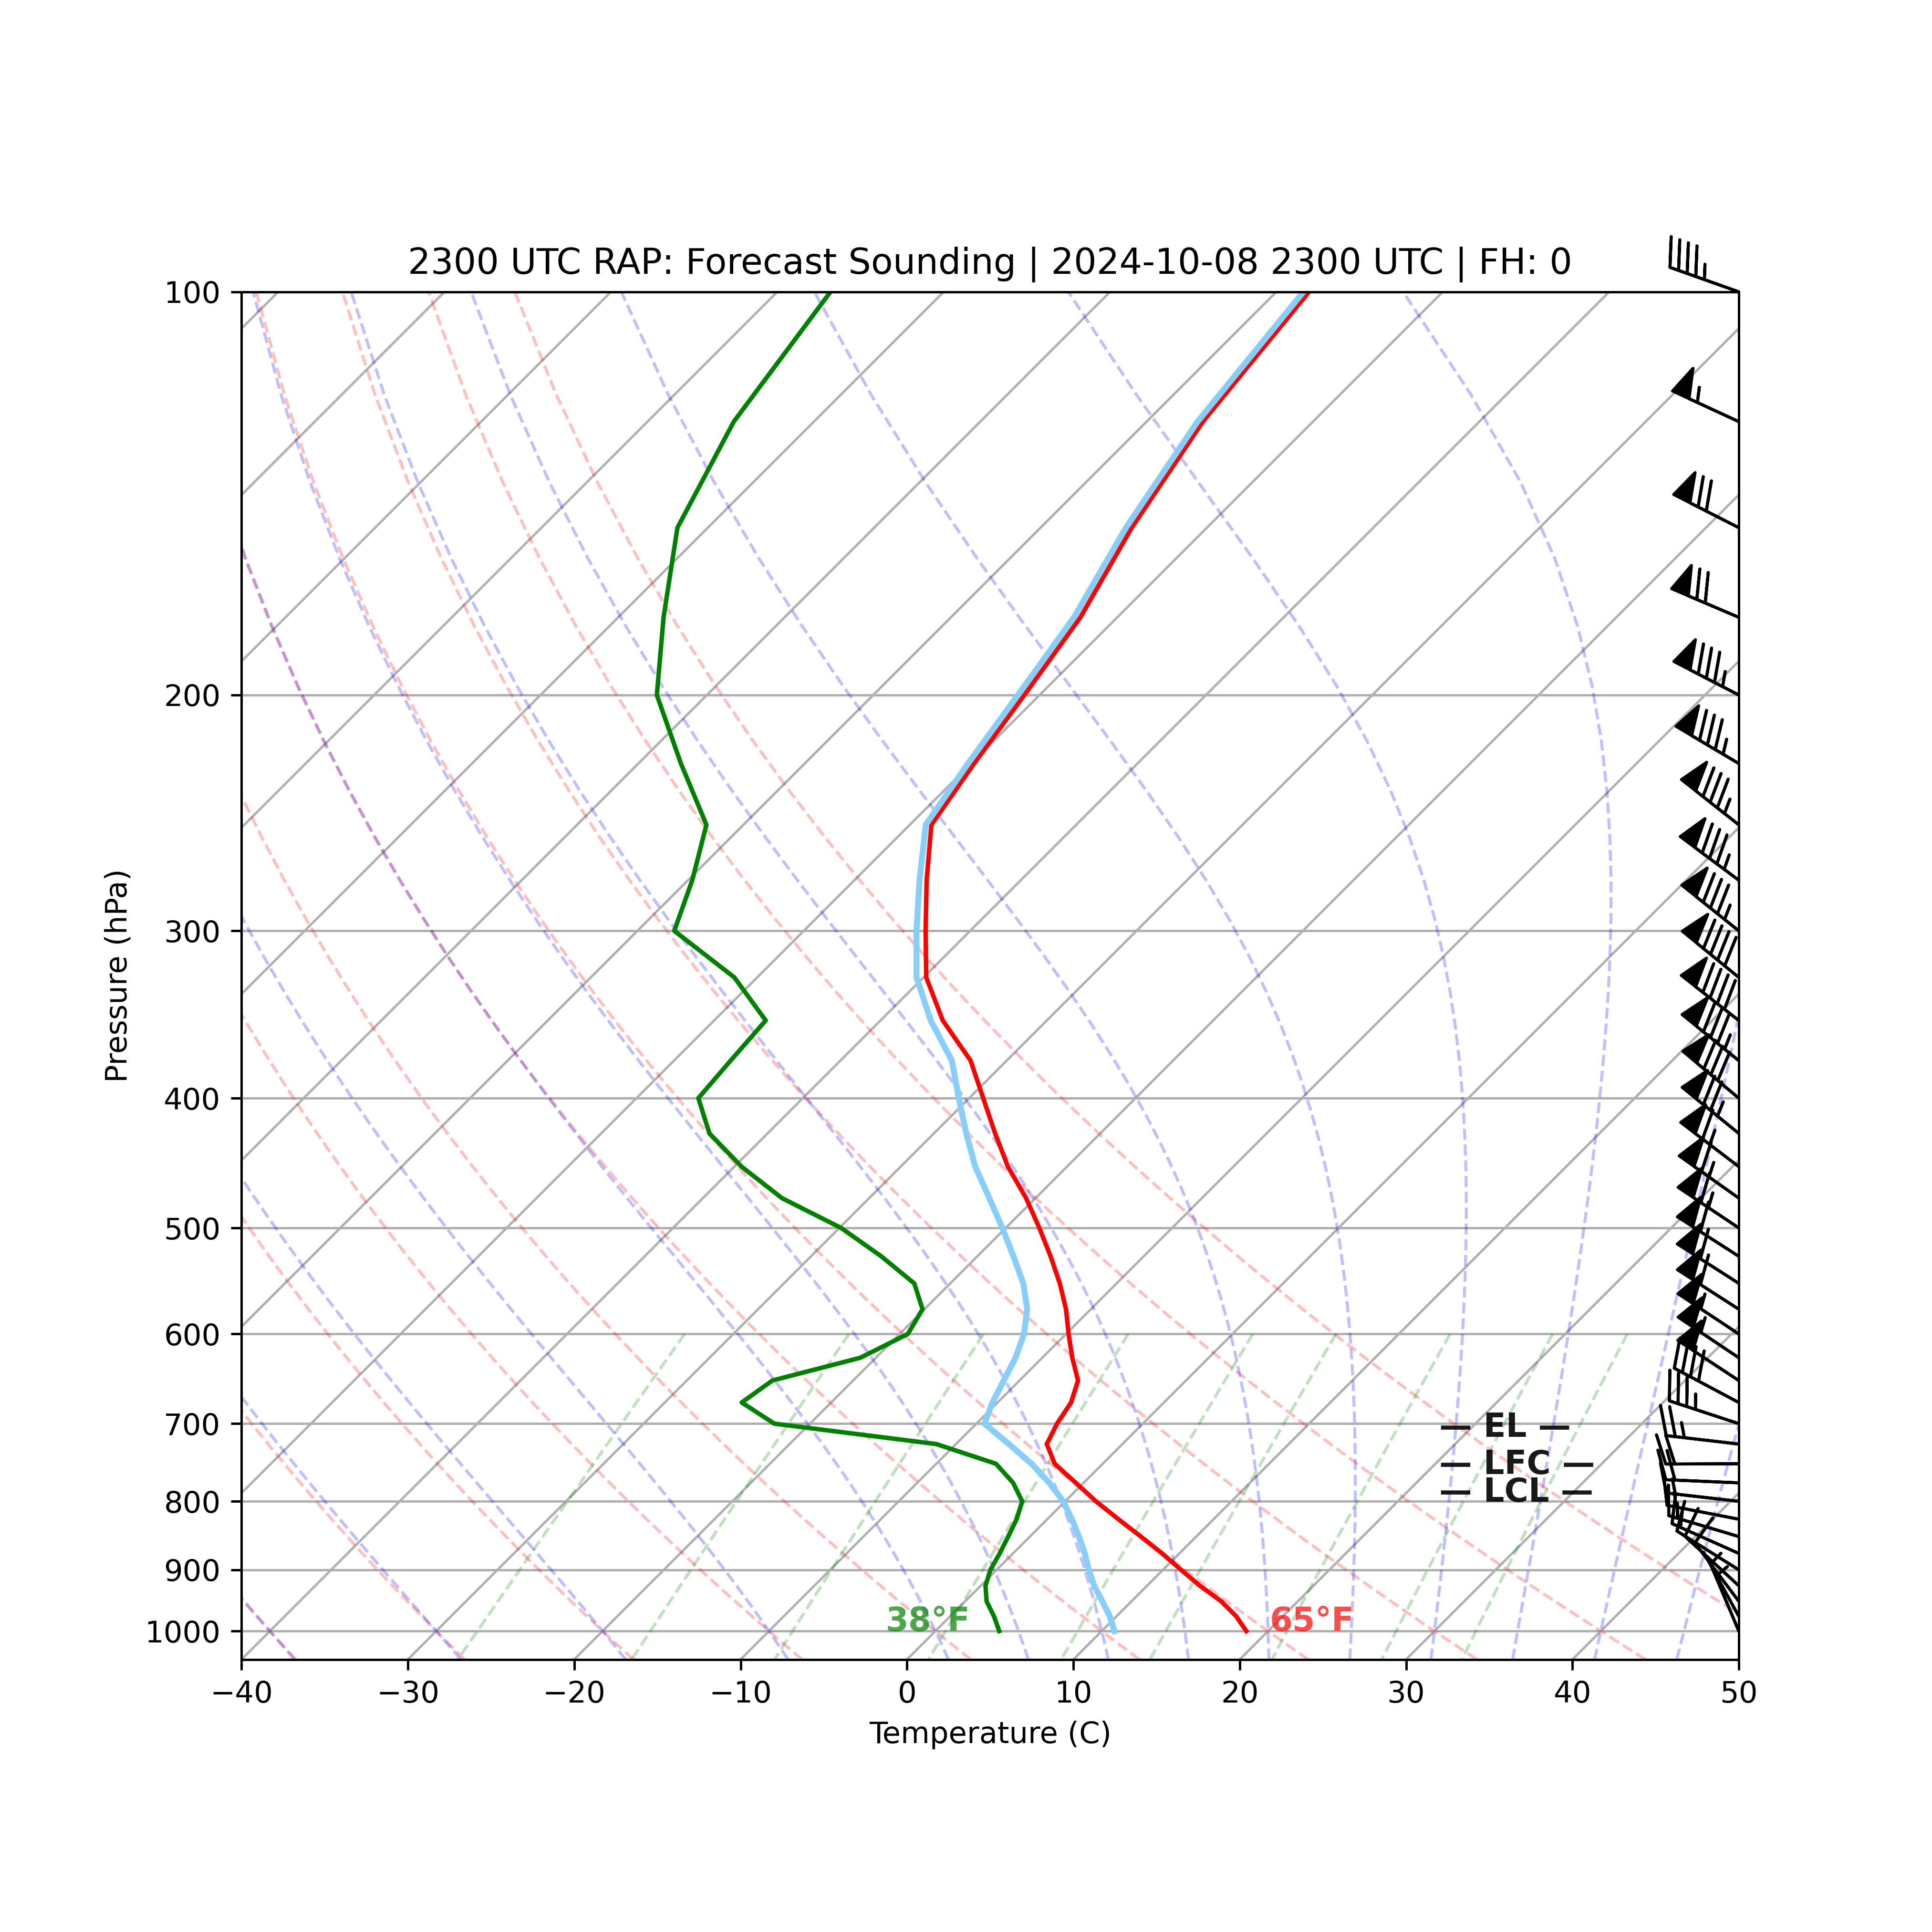 2300 UTC RAP: Forecast Sounding | 2024-10-08 2300 UTC | FH: 0
100
200
300
400
500
600
700
800
900
1000
Pressure (hPa)
— EL —
— LFC —
— LCL —
38°F
65°F
−40 −30 −20 −10 0 10 20 30 40 50
Temperature (C)